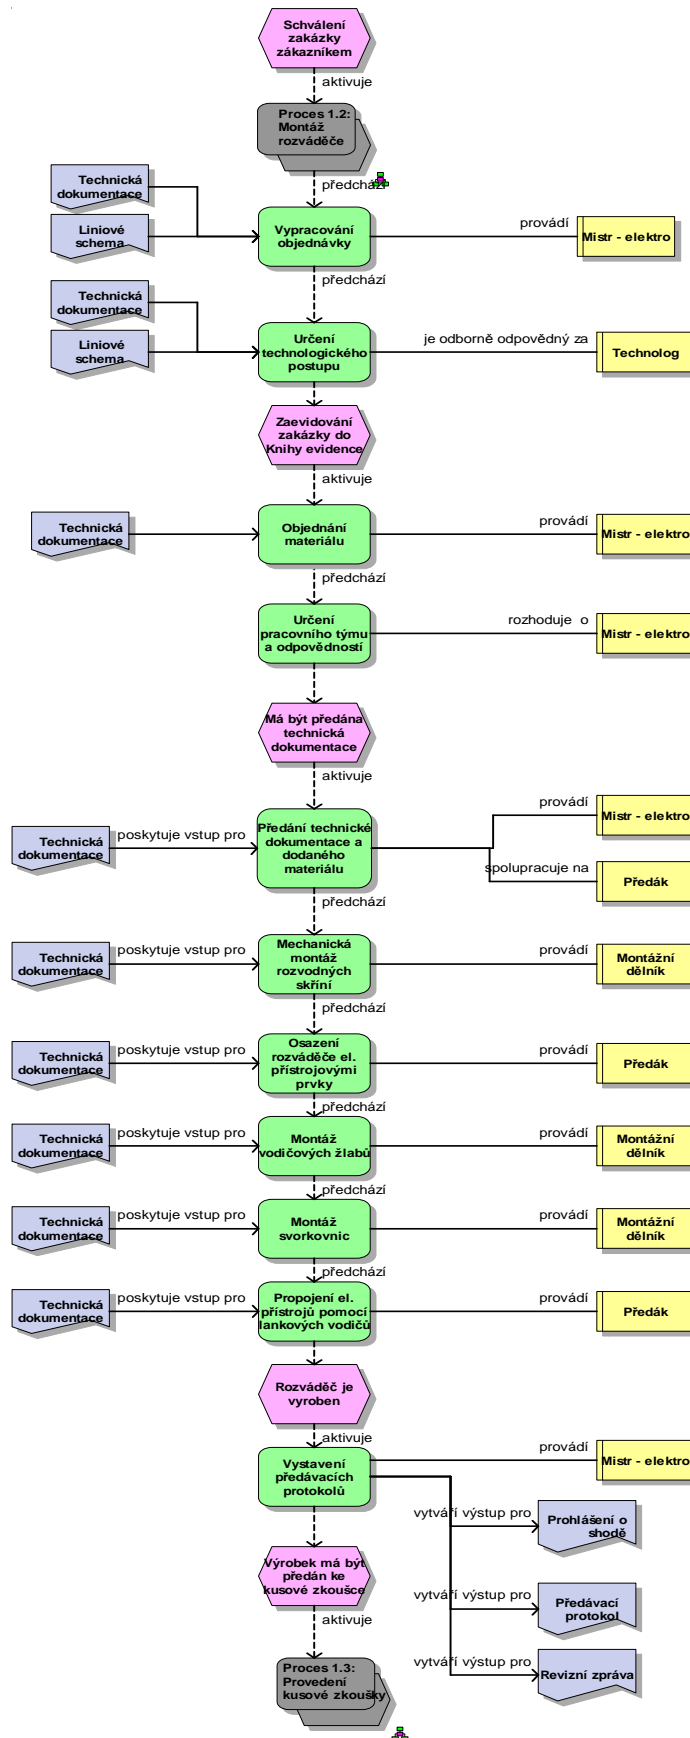 Schválení
zakázky
zákazníkem
aktivuje
Proces 1.2:
Montáž
rozváděče
předchází
Technická
dokumentace
Liniové
schema
Vypracování
objednávky
provádí
Mistr - elektro
předchází
Technická
dokumentace
Liniové
schema
Určení
technologického
postupu
je odborně odpovědný za
Technolog
Zaevidování
zakázky do
Knihy evidence
aktivuje
Technická
dokumentace
Objednání
materiálu
provádí
Mistr - elektro
předchází
Určení
pracovního týmu
a odpovědností
rozhoduje o
Mistr - elektro
Má být předána
technická
dokumentace
aktivuje
Technická
dokumentace
poskytuje vstup pro
Předání technické
dokumentace a
dodaného
materiálu
provádí
Mistr - elektro
spolupracuje na
Předák
předchází
Technická
dokumentace
poskytuje vstup pro
Mechanická
montáž
rozvodných
skříní
provádí
Montážní
dělník
předchází
Technická
dokumentace
poskytuje vstup pro
Osazení
rozváděče el.
přístrojovými
prvky
provádí
Předák
předchází
Technická
dokumentace
poskytuje vstup pro
Montáž
vodičových žlabů
provádí
Montážní
dělník
předchází
Technická
dokumentace
poskytuje vstup pro
Montáž
svorkovnic
provádí
Montážní
dělník
předchází
Technická
dokumentace
poskytuje vstup pro
Propojení el.
přístrojů pomocí
lankových vodičů
provádí
Předák
Rozváděč je
vyroben
aktivuje
Vystavení
předávacích
protokolů
provádí
Mistr - elektro
vytváří výstup pro
Prohlášení o
shodě
Výrobek má být
předán ke
kusové zkoušce
vytváří výstup pro
Předávací
protokol
aktivuje
vytváří výstup pro
Revizní zpráva
Proces 1.3:
Provedení
kusové zkoušky